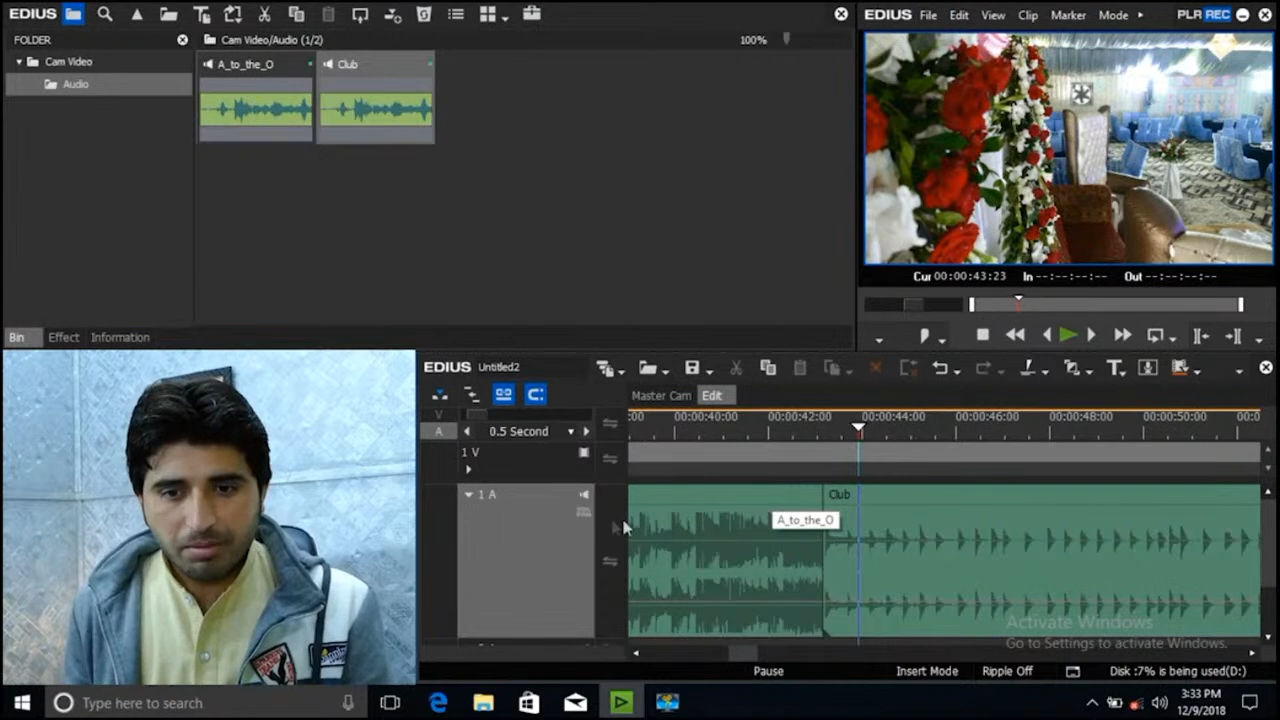 EDIUS
FOLDER
Cam Video
Audio
Cam Video/Audio (1/2)
100%
A_to_the_O
Club
Bin Effect Information
EDIUS File Edit View Clip Marker Mode PLR REC
Cur 00:00:43:23 In --:--:--:-- Out --:--:--:--
EDIUS Untitled2
Master Cam Edit
V
A
0.5 Second
:00 00:00:40:00 00:00:42:00 00:00:44:00 00:00:46:00 00:00:48:00 00:00:50:00 00:0
1 V
1 A
Club
A_to_the_O
Activate Windows
Go to Settings to activate Windows.
Pause Insert Mode Ripple Off Disk :7% is being used(D:)
Type here to search
3:33 PM
12/9/2018